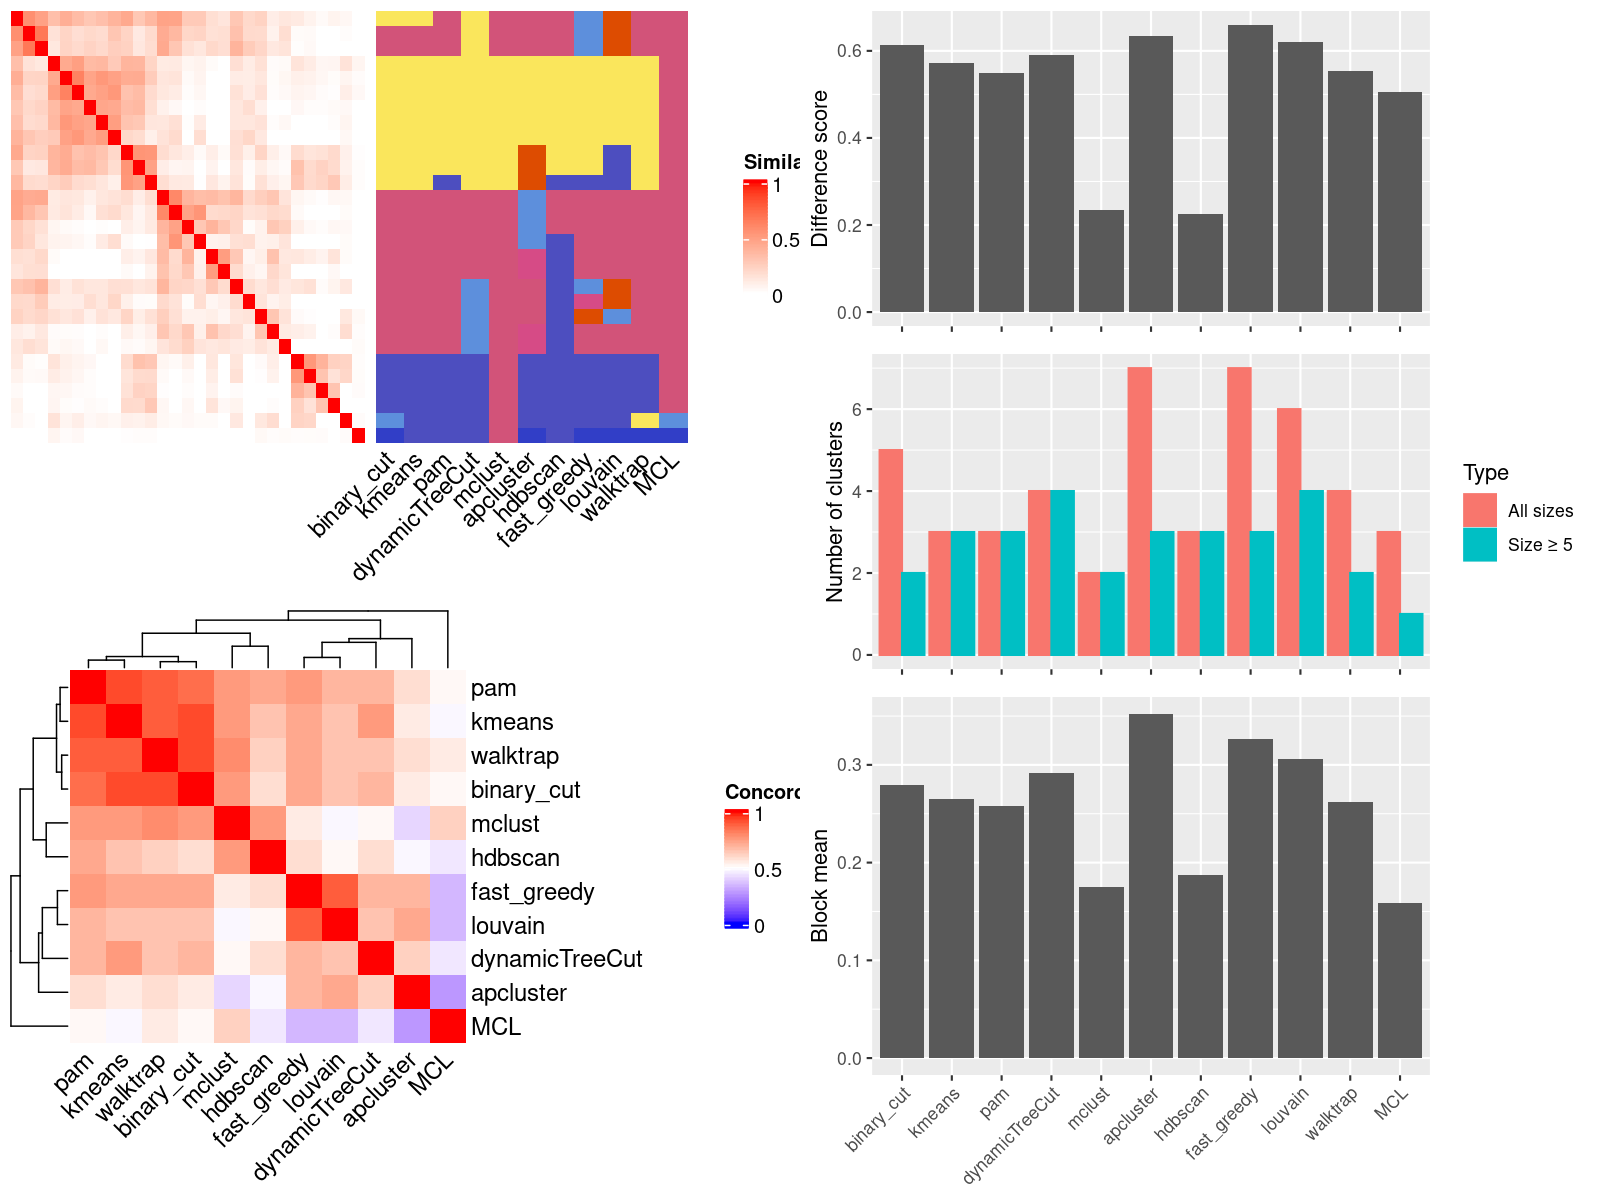 Simila
1
0.5
0
binary_cut
kmeans
pam
dynamicTreeCut
mclust
apcluster
hdbscan
fast_greedy
louvain
walktrap
MCL
pam
kmeans
walktrap
binary_cut
mclust
hdbscan
fast_greedy
louvain
dynamicTreeCut
apcluster
MCL
Concord
1
0.5
0
pam
kmeans
walktrap
binary_cut
mclust
hdbscan
fast_greedy
louvain
dynamicTreeCut
apcluster
MCL
Difference score
0.6
0.4
0.2
0.0
Number of clusters
6
4
2
0
Type
All sizes
Size ≥ 5
Block mean
0.3
0.2
0.1
0.0
binary_cut
kmeans
pam
dynamicTreeCut
mclust
apcluster
hdbscan
fast_greedy
louvain
walktrap
MCL